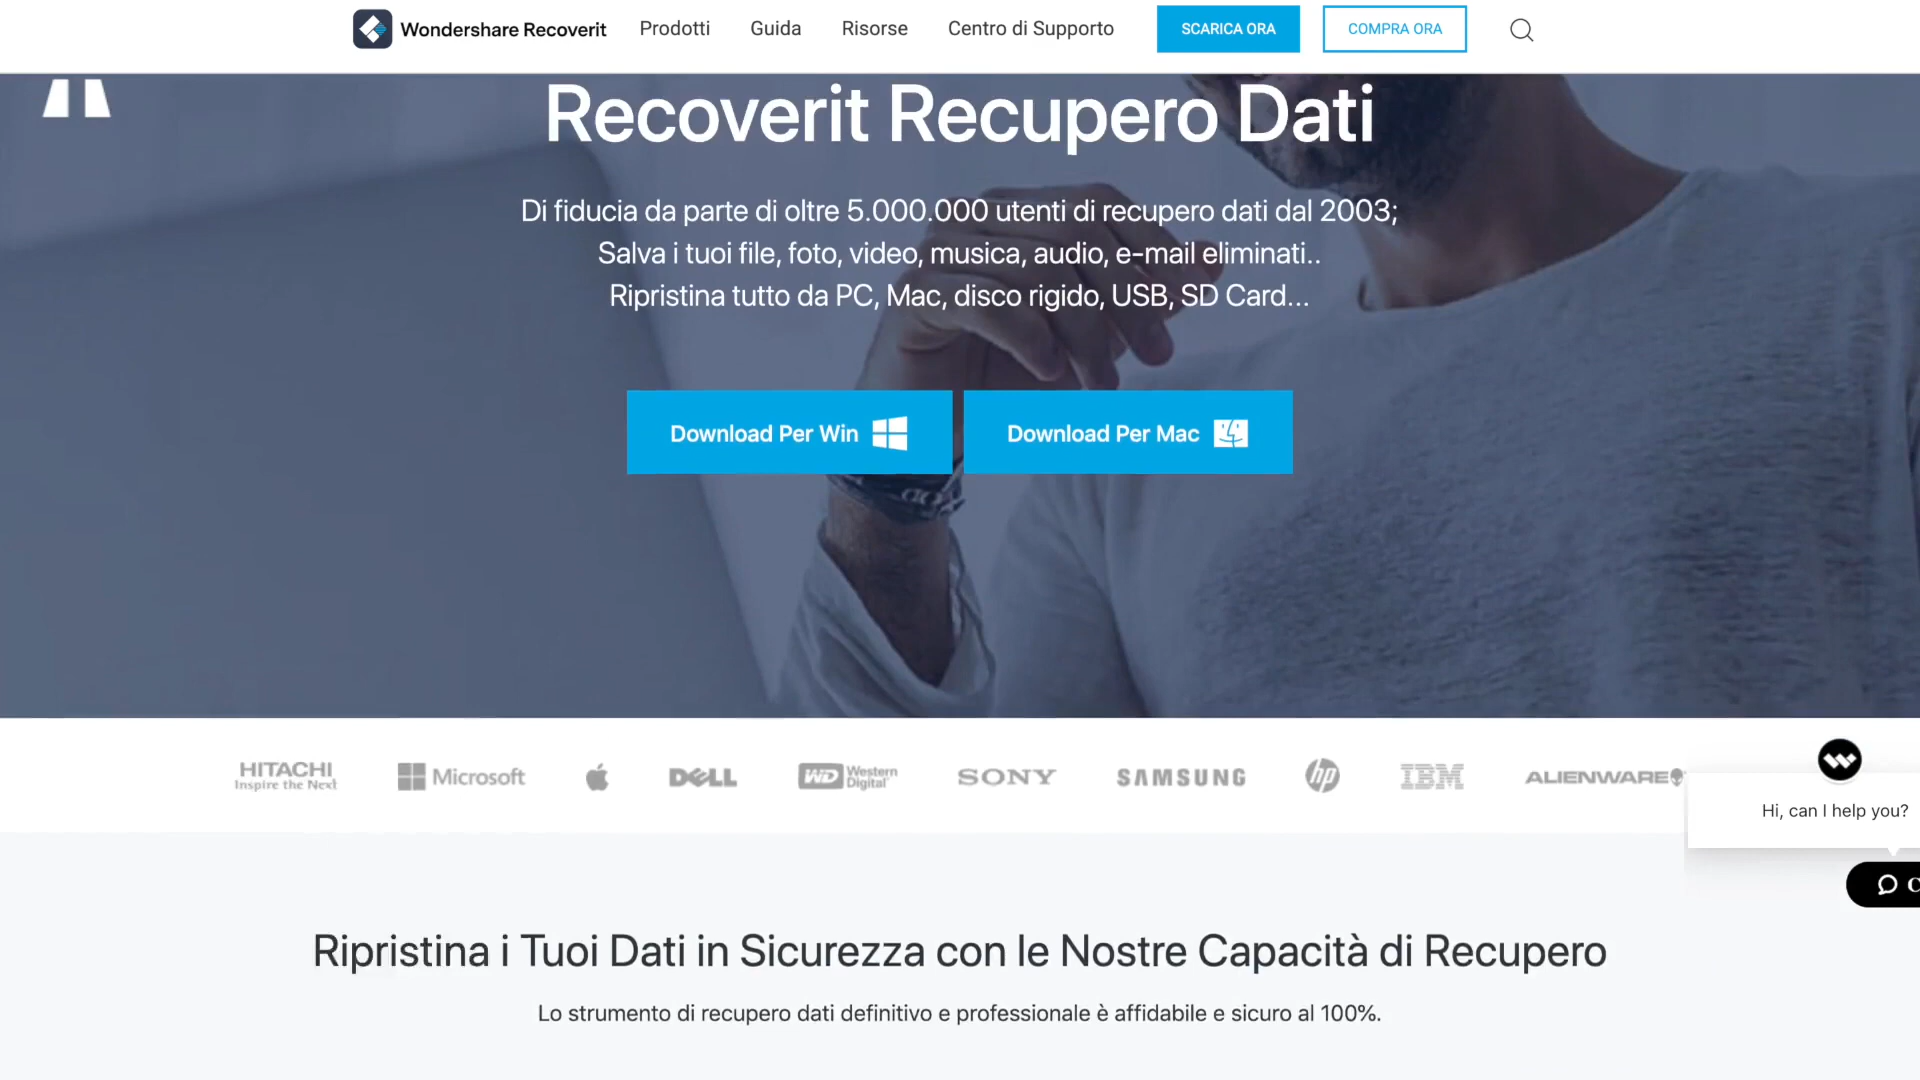 Wondershare Recoverit
Prodotti
Guida
Risorse
Centro di Supporto
SCARICA ORA
COMPRA ORA
Recoverit Recupero Dati
Di fiducia da parte di oltre 5.000.000 utenti di recupero dati dal 2003;
Salva i tuoi file, foto, video, musica, audio, e-mail eliminati..
Ripristina tutto da PC, Mac, disco rigido, USB, SD Card...
Download Per Win
Download Per Mac
HITACHI
Inspire the Next
Microsoft
DELL
WD Western Digital
SONY
SAMSUNG
hp
IBM
ALIENWARE
Hi, can I help you?
Ripristina i Tuoi Dati in Sicurezza con le Nostre Capacità di Recupero
Lo strumento di recupero dati definitivo e professionale è affidabile e sicuro al 100%.